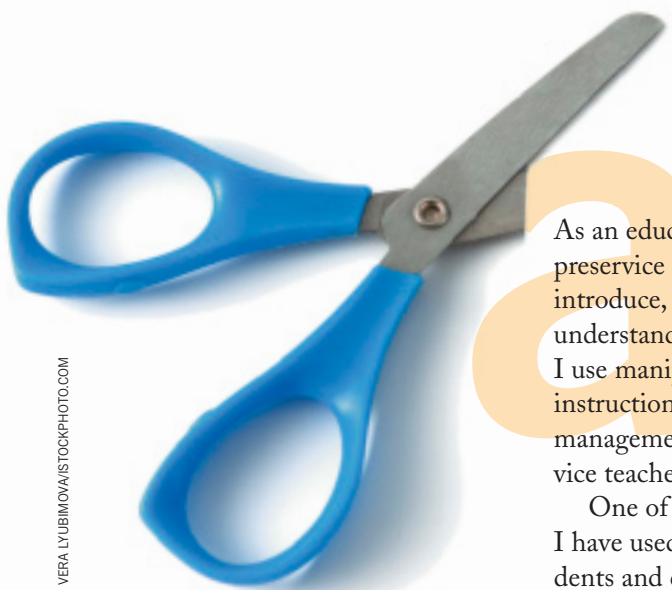 VERA LYUBIMOVA/ISTOCKPHOTO.COM
a
As an educ
preservice
introduce,
understand
I use mani
instruction
manageme
vice teache
One of
I have used
dents and